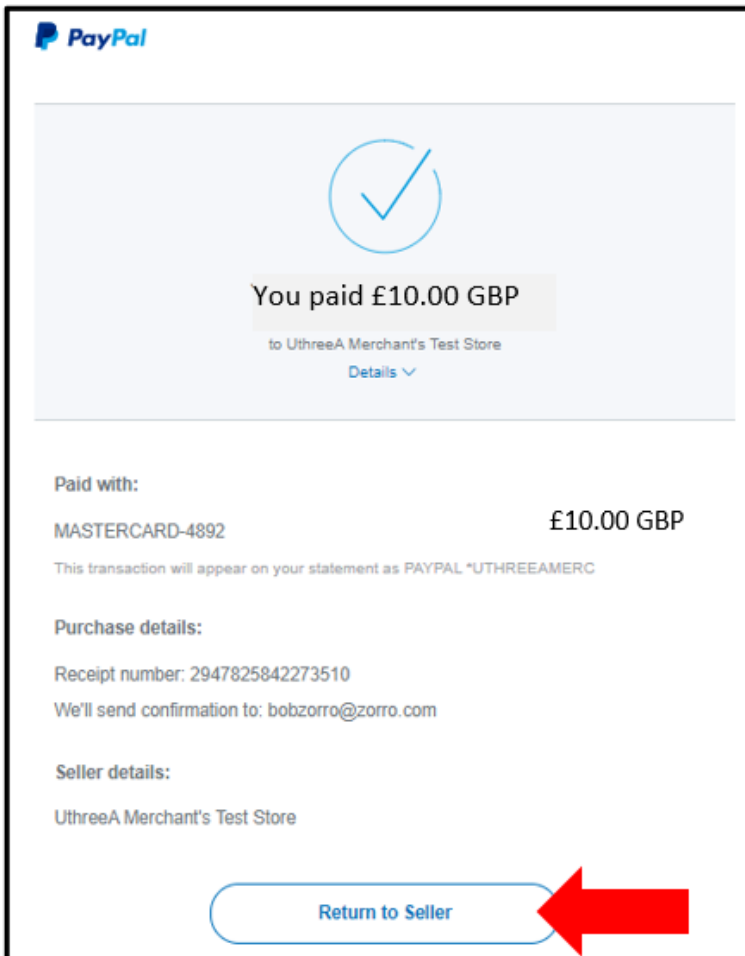 PayPal
You paid £10.00 GBP
to UthreeA Merchant's Test Store
Details
Paid with:
MASTERCARD-4892
£10.00 GBP
This transaction will appear on your statement as PAYPAL *UTHREEAMERC
Purchase details:
Receipt number: 2947825842273510
We'll send confirmation to: bobzorro@zorro.com
Seller details:
UthreeA Merchant's Test Store
Return to Seller